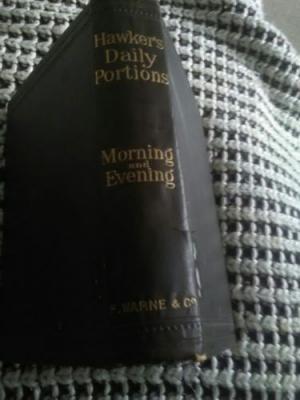 Hawker's
Daily
Portions
Morning
and
Evening
F. WARNE & Co